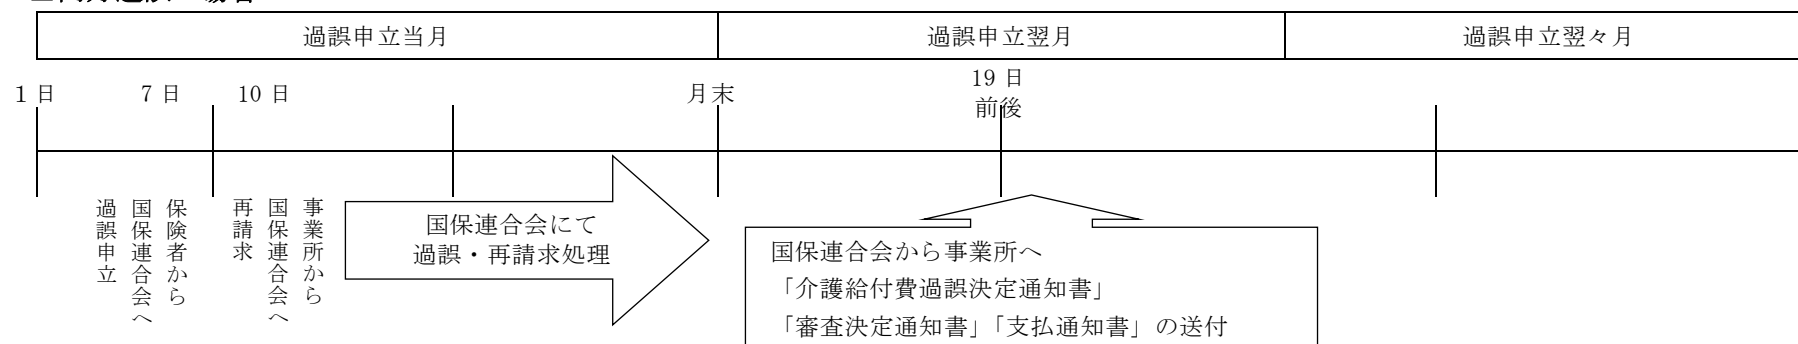 過誤申立当月
過誤申立翌月
過誤申立翌々月
1日
7日
10日
月末
19日
前後
保険者から
国保連合会へ
過誤申立
事業所から
国保連合会へ
再請求
国保連合会にて
過誤・再請求処理
国保連合会から事業所へ
「介護給付費過誤決定通知書」
「審査決定通知書」「支払通知書」の送付